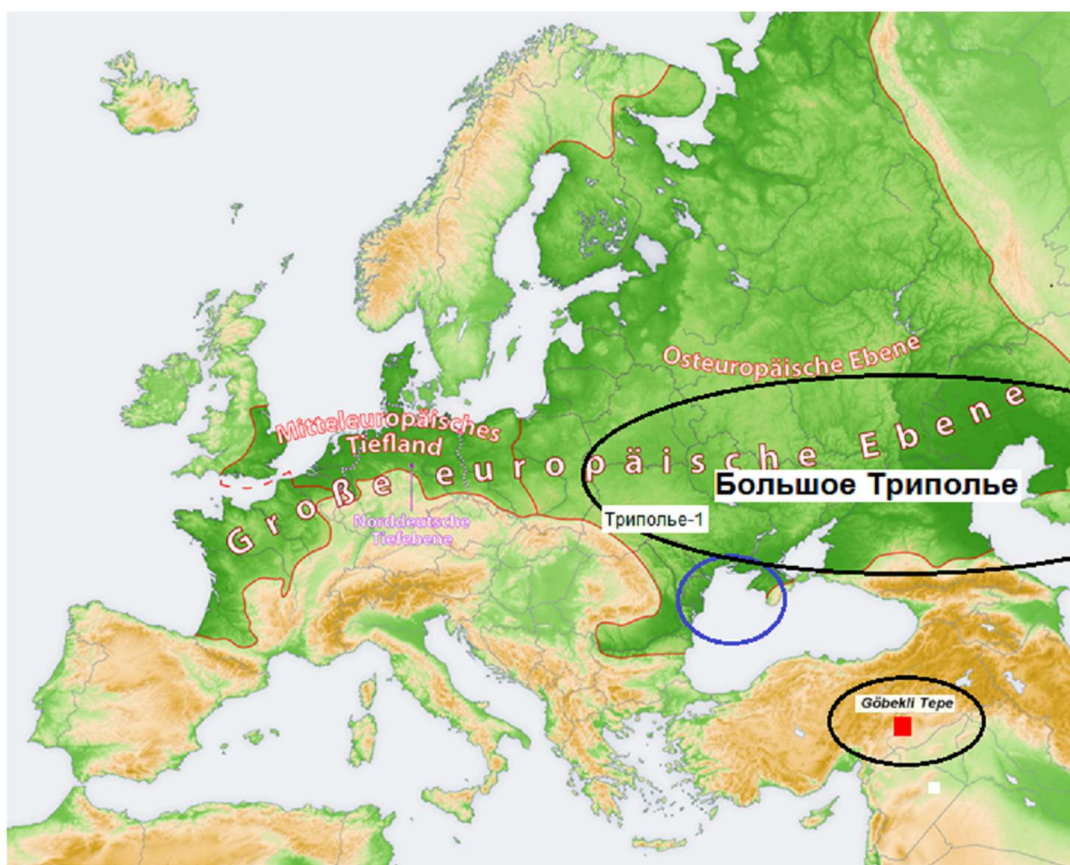 Osteuropäische Ebene
Mitteleuropäisches
Tiefland
Große europäische Ebene
Большое Триполье
Триполье-1
Norddeutsche
Tiefebene
Göbekli Tepe